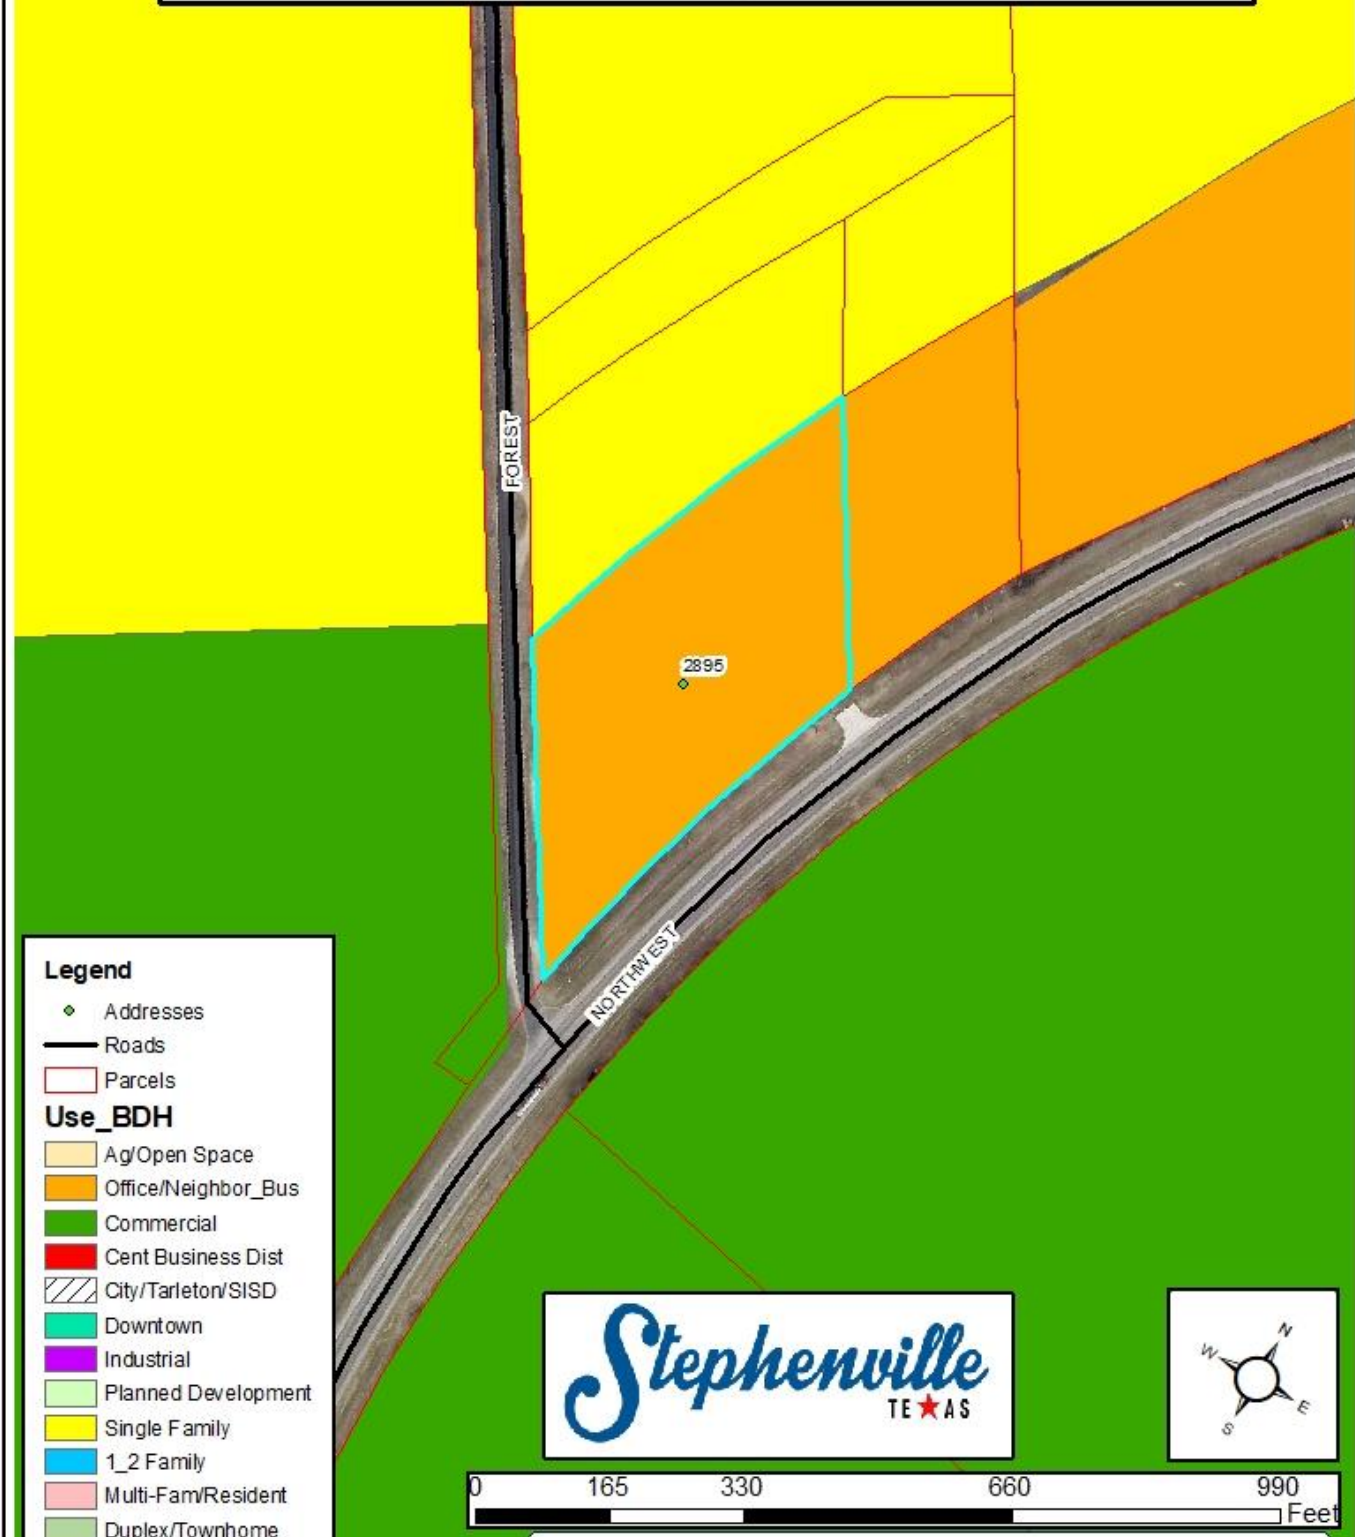 FOREST
2895
NORTHWEST
Legend
Addresses
Roads
Parcels
Use_BDH
Ag/Open Space
Office/Neighbor_Bus
Commercial
Cent Business Dist
City/Tarleton/SISD
Downtown
Industrial
Planned Development
Single Family
1_2 Family
Multi-Fam/Resident
Duplex/Townhome
Stephenville
TEXAS
N
W
E
S
0 165 330 660 990
Feet